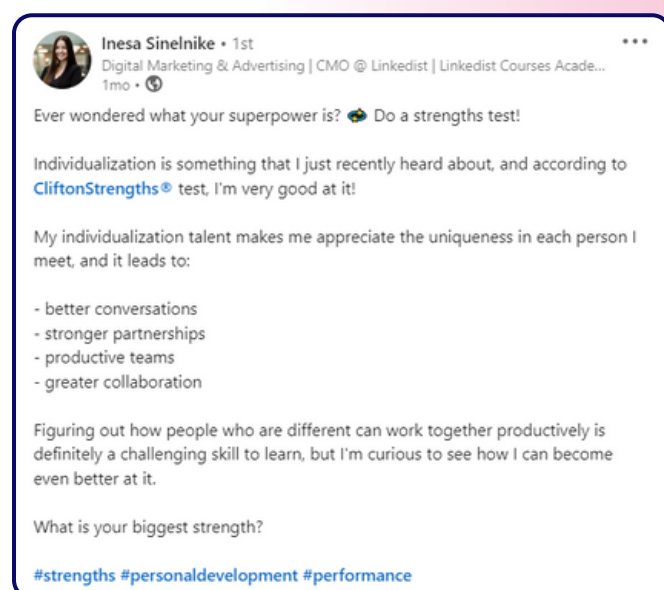 Inesa Sinelnike • 1st
Digital Marketing & Advertising | CMO @ Linkedist | Linkedist Courses Acade...
1mo •
Ever wondered what your superpower is? Do a strengths test!
Individualization is something that I just recently heard about, and according to
CliftonStrengths® test, I'm very good at it!
My individualization talent makes me appreciate the uniqueness in each person I
meet, and it leads to:
- better conversations
- stronger partnerships
- productive teams
- greater collaboration
Figuring out how people who are different can work together productively is
definitely a challenging skill to learn, but I'm curious to see how I can become
even better at it.
What is your biggest strength?
#strengths #personaldevelopment #performance